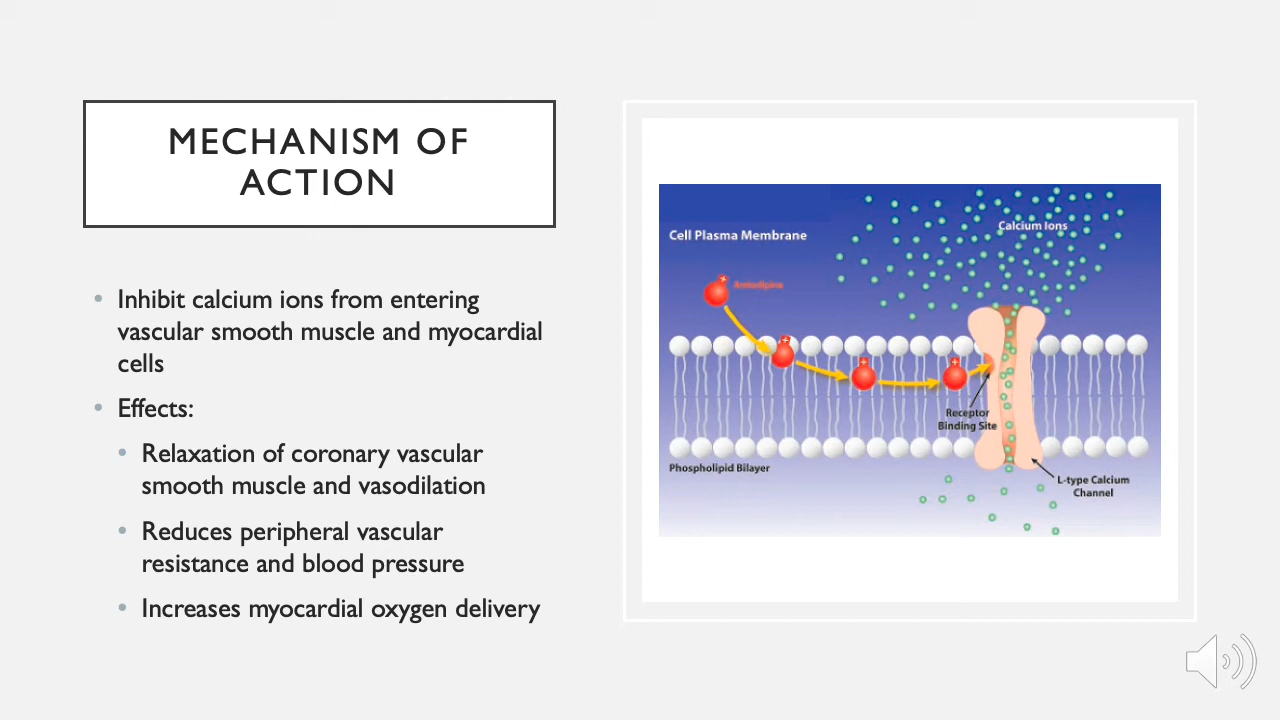 MECHANISM OF
ACTION
Inhibit calcium ions from entering
vascular smooth muscle and myocardial
cells
Effects:
Relaxation of coronary vascular
smooth muscle and vasodilation
Reduces peripheral vascular
resistance and blood pressure
Increases myocardial oxygen delivery
Calcium Ions
Cell Plasma Membrane
Amlodipine
Receptor
Binding Site
Phospholipid Bilayer
L-type Calcium
Channel